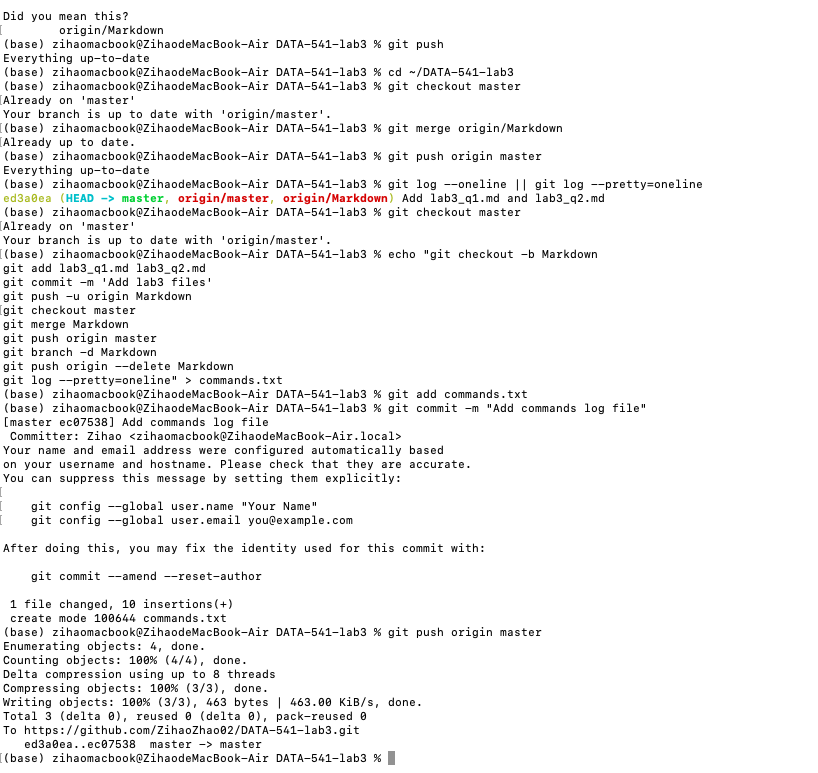 Did you mean this?
[        origin/Markdown
(base) zihaomacbook@ZihaodeMacBook-Air DATA-541-lab3 % git push
Everything up-to-date
(base) zihaomacbook@ZihaodeMacBook-Air DATA-541-lab3 % cd ~/DATA-541-lab3
(base) zihaomacbook@ZihaodeMacBook-Air DATA-541-lab3 % git checkout master
[Already on 'master'
Your branch is up to date with 'origin/master'.
[(base) zihaomacbook@ZihaodeMacBook-Air DATA-541-lab3 % git merge origin/Markdown
[Already up to date.
(base) zihaomacbook@ZihaodeMacBook-Air DATA-541-lab3 % git push origin master
Everything up-to-date
(base) zihaomacbook@ZihaodeMacBook-Air DATA-541-lab3 % git log --oneline || git log --pretty=oneline
ed3a0ea (HEAD -> master, origin/master, origin/Markdown) Add lab3_q1.md and lab3_q2.md
(base) zihaomacbook@ZihaodeMacBook-Air DATA-541-lab3 % git checkout master
[Already on 'master'
Your branch is up to date with 'origin/master'.
[(base) zihaomacbook@ZihaodeMacBook-Air DATA-541-lab3 % echo "git checkout -b Markdown
git add lab3_q1.md lab3_q2.md
git commit -m 'Add lab3 files'
git push -u origin Markdown
[git checkout master
git merge Markdown
git push origin master
git branch -d Markdown
git push origin --delete Markdown
git log --pretty=oneline" > commands.txt
(base) zihaomacbook@ZihaodeMacBook-Air DATA-541-lab3 % git add commands.txt
(base) zihaomacbook@ZihaodeMacBook-Air DATA-541-lab3 % git commit -m "Add commands log file"
[master ec07538] Add commands log file
 Committer: Zihao <zihaomacbook@ZihaodeMacBook-Air.local>
Your name and email address were configured automatically based
on your username and hostname. Please check that they are accurate.
You can suppress this message by setting them explicitly:
[
[    git config --global user.name "Your Name"
[    git config --global user.email you@example.com

After doing this, you may fix the identity used for this commit with:

    git commit --amend --reset-author

 1 file changed, 10 insertions(+)
 create mode 100644 commands.txt
(base) zihaomacbook@ZihaodeMacBook-Air DATA-541-lab3 % git push origin master
Enumerating objects: 4, done.
Counting objects: 100% (4/4), done.
Delta compression using up to 8 threads
Compressing objects: 100% (3/3), done.
Writing objects: 100% (3/3), 463 bytes | 463.00 KiB/s, done.
Total 3 (delta 0), reused 0 (delta 0), pack-reused 0
To https://github.com/ZihaoZhao02/DATA-541-lab3.git
   ed3a0ea..ec07538  master -> master
[(base) zihaomacbook@ZihaodeMacBook-Air DATA-541-lab3 %